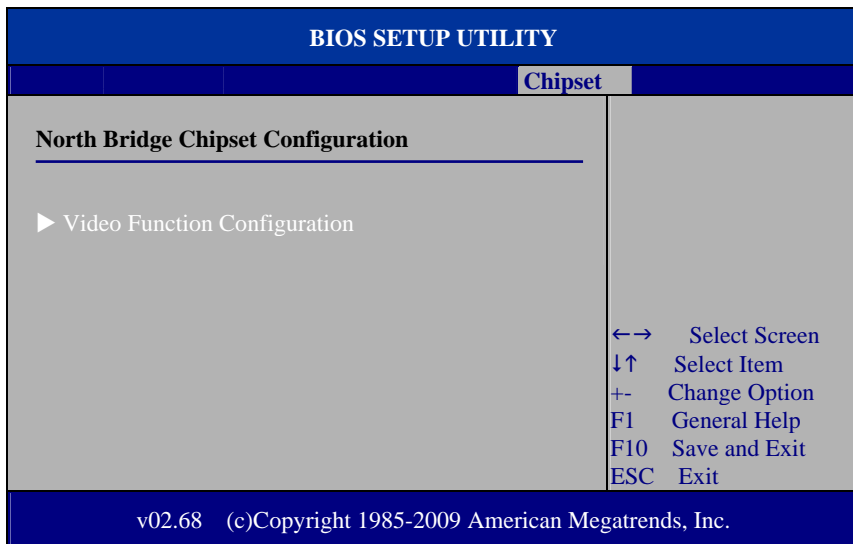 BIOS SETUP UTILITY
Chipset
North Bridge Chipset Configuration
▶ Video Function Configuration
←→ Select Screen
↓↑ Select Item
+- Change Option
F1 General Help
F10 Save and Exit
ESC Exit
v02.68 (c)Copyright 1985-2009 American Megatrends, Inc.